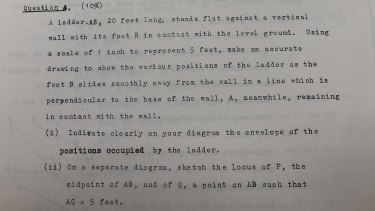 Question 4. (10%)
A ladder AB, 20 feet long, stands flat against a vertical
wall with its foot B in contact with the level ground. Using
a scale of 1 inch to represent 5 feet, make an accurate
drawing to show the various positions of the ladder as the
foot B slides smoothly away from the wall in a line which is
perpendicular to the base of the wall, A, meanwhile, remaining
in contact with the wall.
(i) Indicate clearly on your diagram the envelope of the
positions occupied by the ladder.
(ii) On a separate diagram, sketch the locus of P, the
midpoint of AB, and of Q, a point on AB such that
AQ = 5 feet.